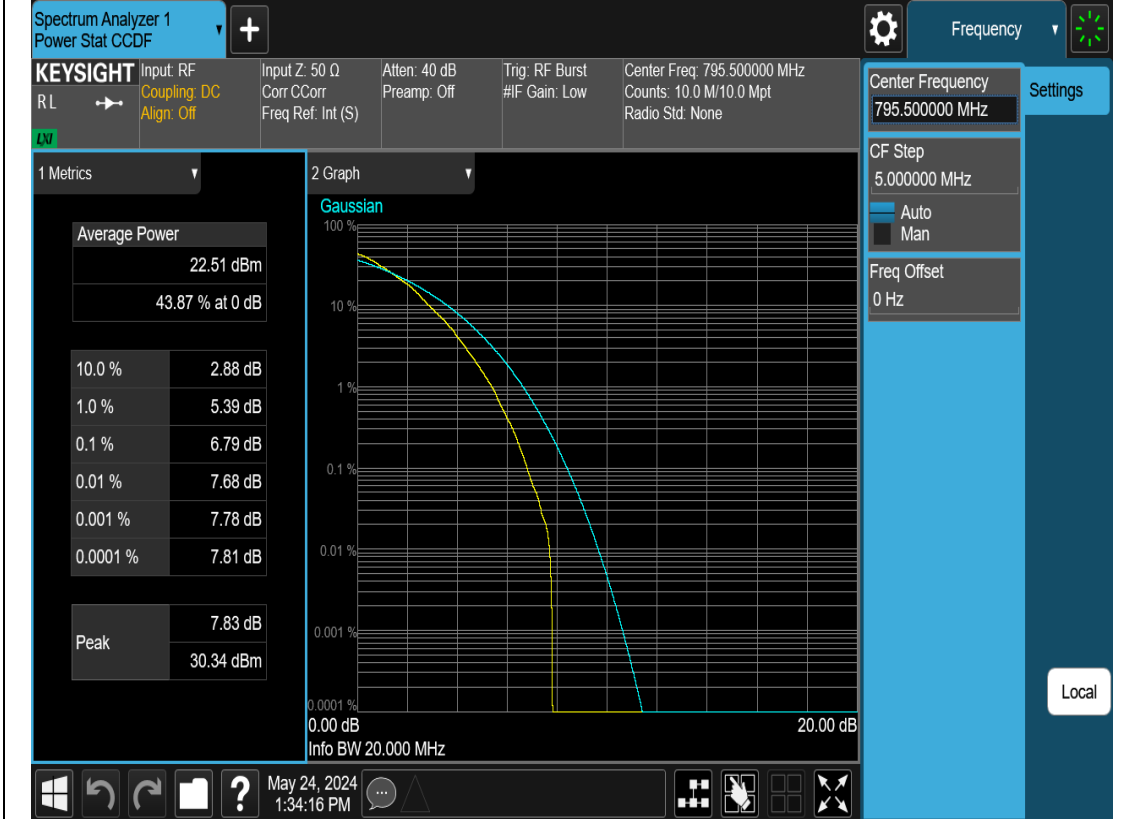 Spectrum Analyzer 1
Power Stat CCDF
+
Frequency
KEYSIGHT
RL
LXI
Input: RF
Coupling: DC
Align: Off
Input Z: 50 Ω
Corr CCorr
Freq Ref: Int (S)
Atten: 40 dB
Preamp: Off
Trig: RF Burst
#IF Gain: Low
Center Freq: 795.500000 MHz
Counts: 10.0 M/10.0 Mpt
Radio Std: None
Center Frequency
795.500000 MHz
Settings
CF Step
5.000000 MHz
Auto
Man
Freq Offset
0 Hz
Local
1 Metrics
Average Power
22.51 dBm
43.87 % at 0 dB
10.0 % 2.88 dB
1.0 % 5.39 dB
0.1 % 6.79 dB
0.01 % 7.68 dB
0.001 % 7.78 dB
0.0001 % 7.81 dB
Peak
7.83 dB
30.34 dBm
2 Graph
Gaussian
100 %
10 %
1 %
0.1 %
0.01 %
0.001 %
0.0001 %
0.00 dB 20.00 dB
Info BW 20.000 MHz
?
May 24, 2024
1:34:16 PM